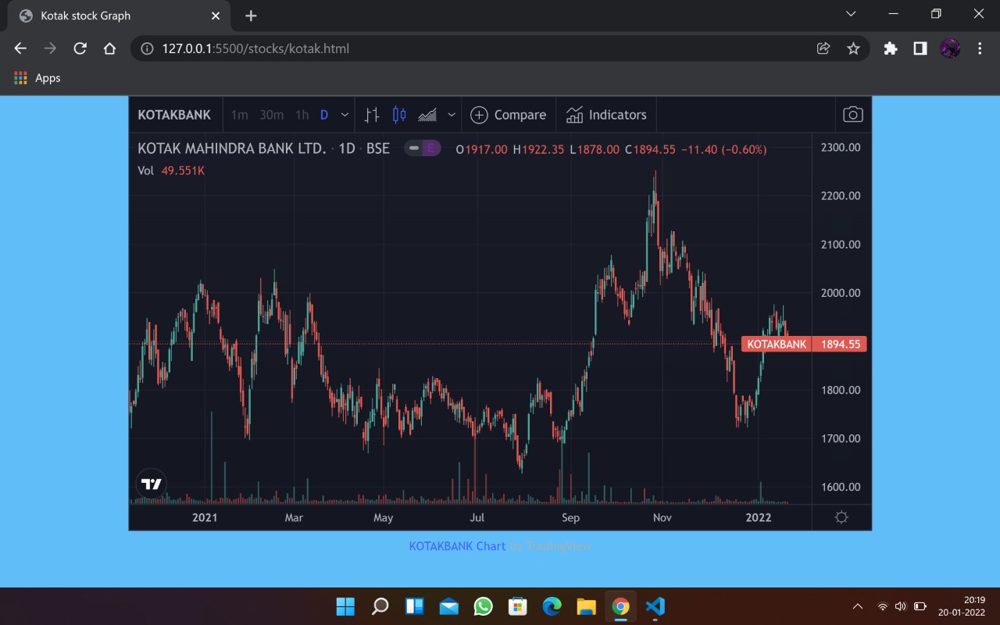 Kotak stock Graph
127.0.0.1:5500/stocks/kotak.html
Apps
KOTAKBANK 1m 30m 1h D Compare Indicators
KOTAK MAHINDRA BANK LTD. · 1D · BSE E O1917.00 H1922.35 L1878.00 C1894.55 −11.40 (−0.60%)
Vol 49.551K
2300.00
2200.00
2100.00
2000.00
KOTAKBANK 1894.55
1800.00
1700.00
1600.00
2021 Mar May Jul Sep Nov 2022
KOTAKBANK Chart by TradingView
20:19
20-01-2022